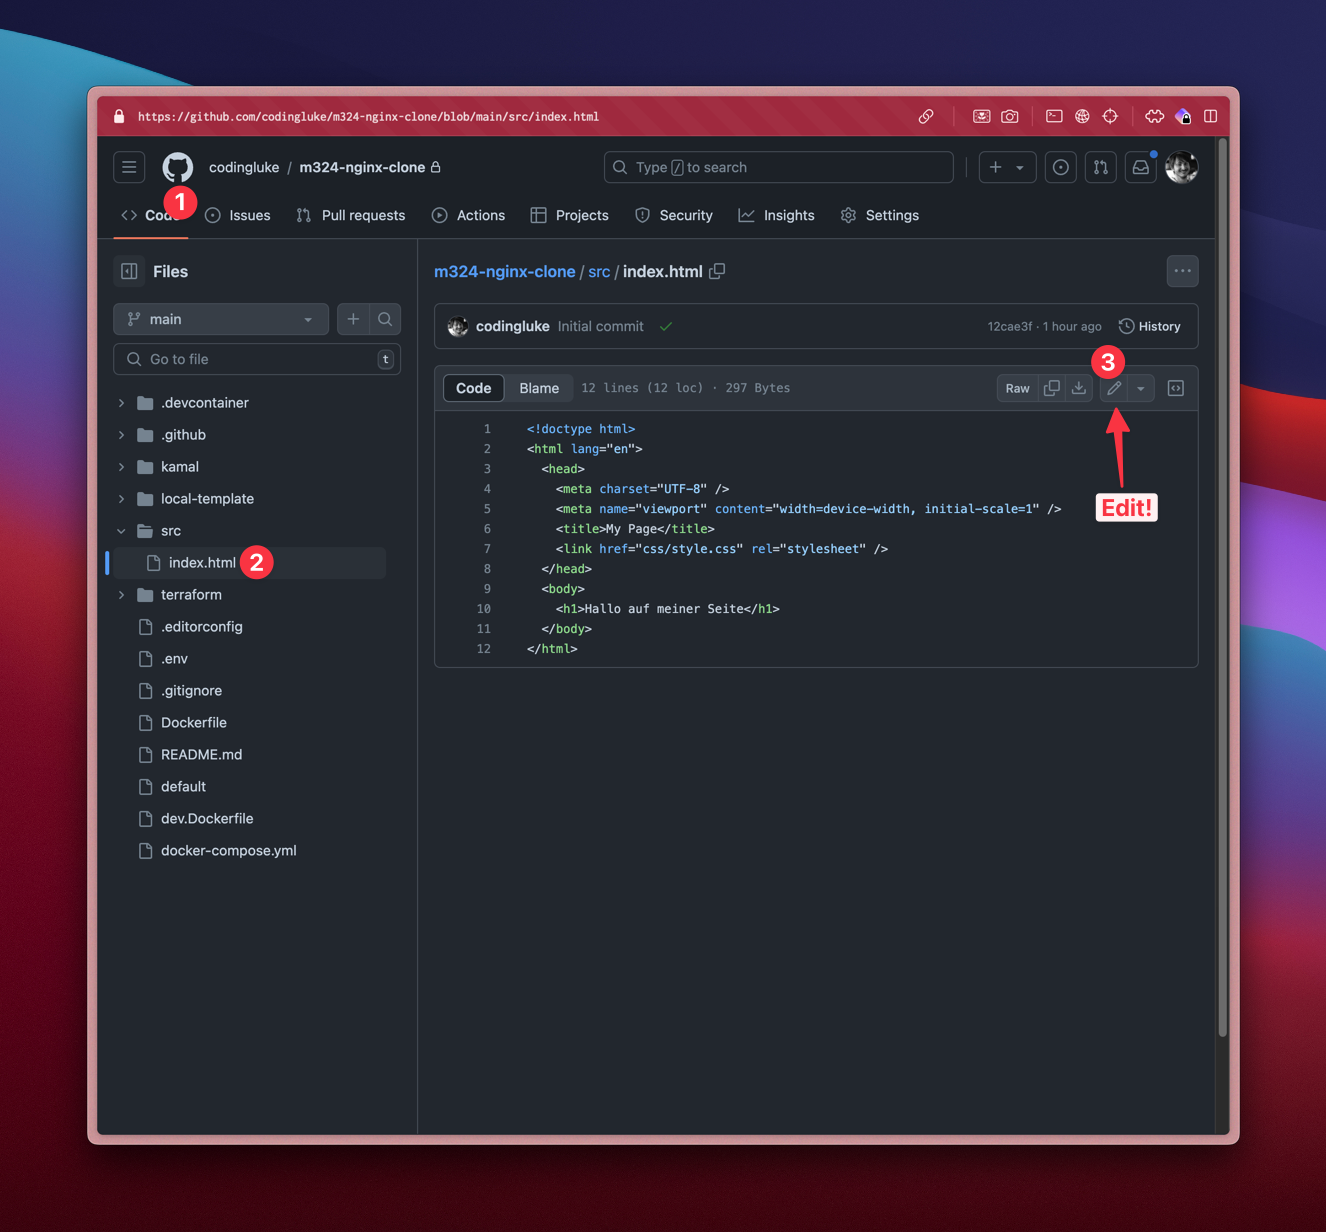 https://github.com/codingluke/m324-nginx-clone/blob/main/src/index.html
codingluke / m324-nginx-clone
Type / to search
1
Code
Issues
Pull requests
Actions
Projects
Security
Insights
Settings
Files
m324-nginx-clone / src / index.html
main
codingluke Initial commit
12cae3f · 1 hour ago
History
Go to file
t
3
Code
Blame
12 lines (12 loc) · 297 Bytes
Raw
.devcontainer
.github
kamal
local-template
src
index.html
2
terraform
.editorconfig
.env
.gitignore
Dockerfile
README.md
default
dev.Dockerfile
docker-compose.yml
1 <!doctype html>
2 <html lang="en">
3 <head>
4 <meta charset="UTF-8" />
5 <meta name="viewport" content="width=device-width, initial-scale=1" />
6 <title>My Page</title>
7 <link href="css/style.css" rel="stylesheet" />
8 </head>
9 <body>
10 <h1>Hallo auf meiner Seite</h1>
11 </body>
12 </html>
Edit!